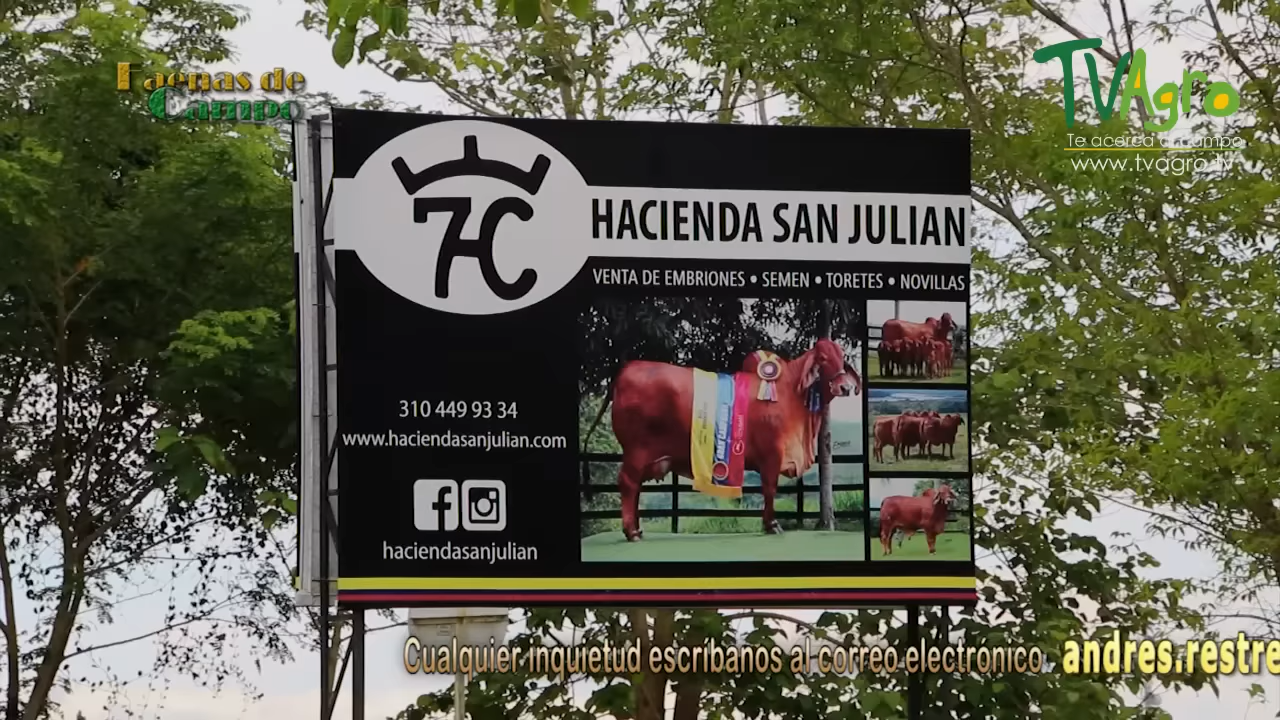 Faenas de
Campo
TVAgro
Te acerca al campo
www.tvagro.tv
7HC
HACIENDA SAN JULIAN
VENTA DE EMBRIONES • SEMEN • TORETES • NOVILLAS
310 449 93 34
www.haciendasanjulian.com
haciendasanjulian
Cualquier inquietud escríbanos al correo electrónico andres.restre